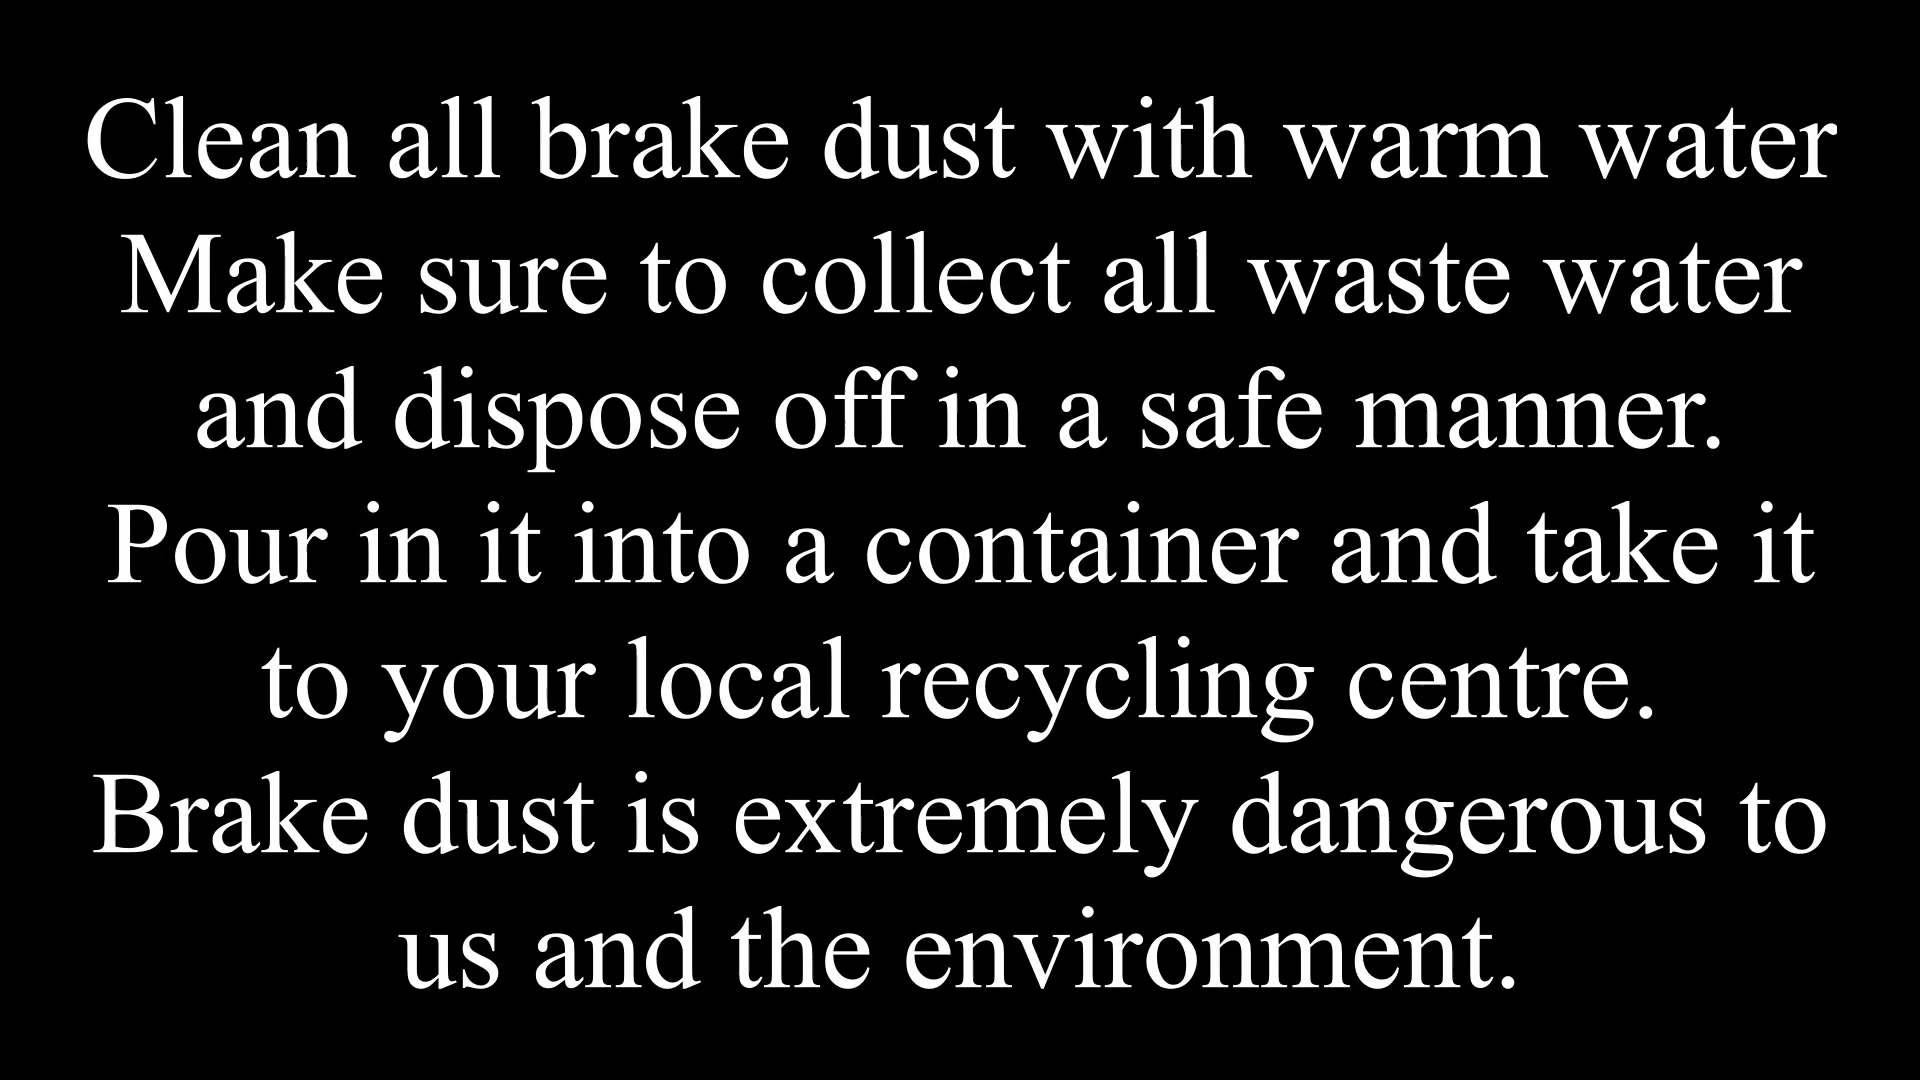 Clean all brake dust with warm water
Make sure to collect all waste water
and dispose off in a safe manner.
Pour in it into a container and take it
to your local recycling centre.
Brake dust is extremely dangerous to
us and the environment.